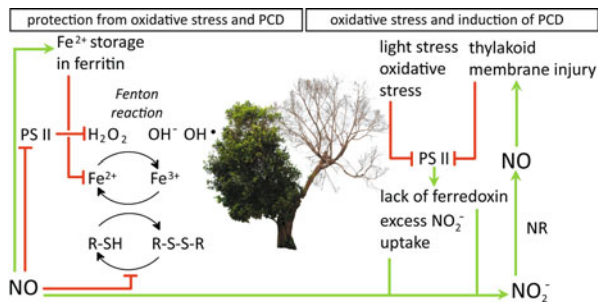 protection from oxidative stress and PCD
Fe²⁺ storage
in ferritin
Fenton
reaction
PS II
H₂O₂
OH⁻ OH•
Fe²⁺
Fe³⁺
R-SH
R-S-S-R
NO
oxidative stress and induction of PCD
light stress
oxidative
stress
thylakoid
membrane injury
PS II
NO
lack of ferredoxin
excess NO₂⁻
uptake
NR
NO₂⁻